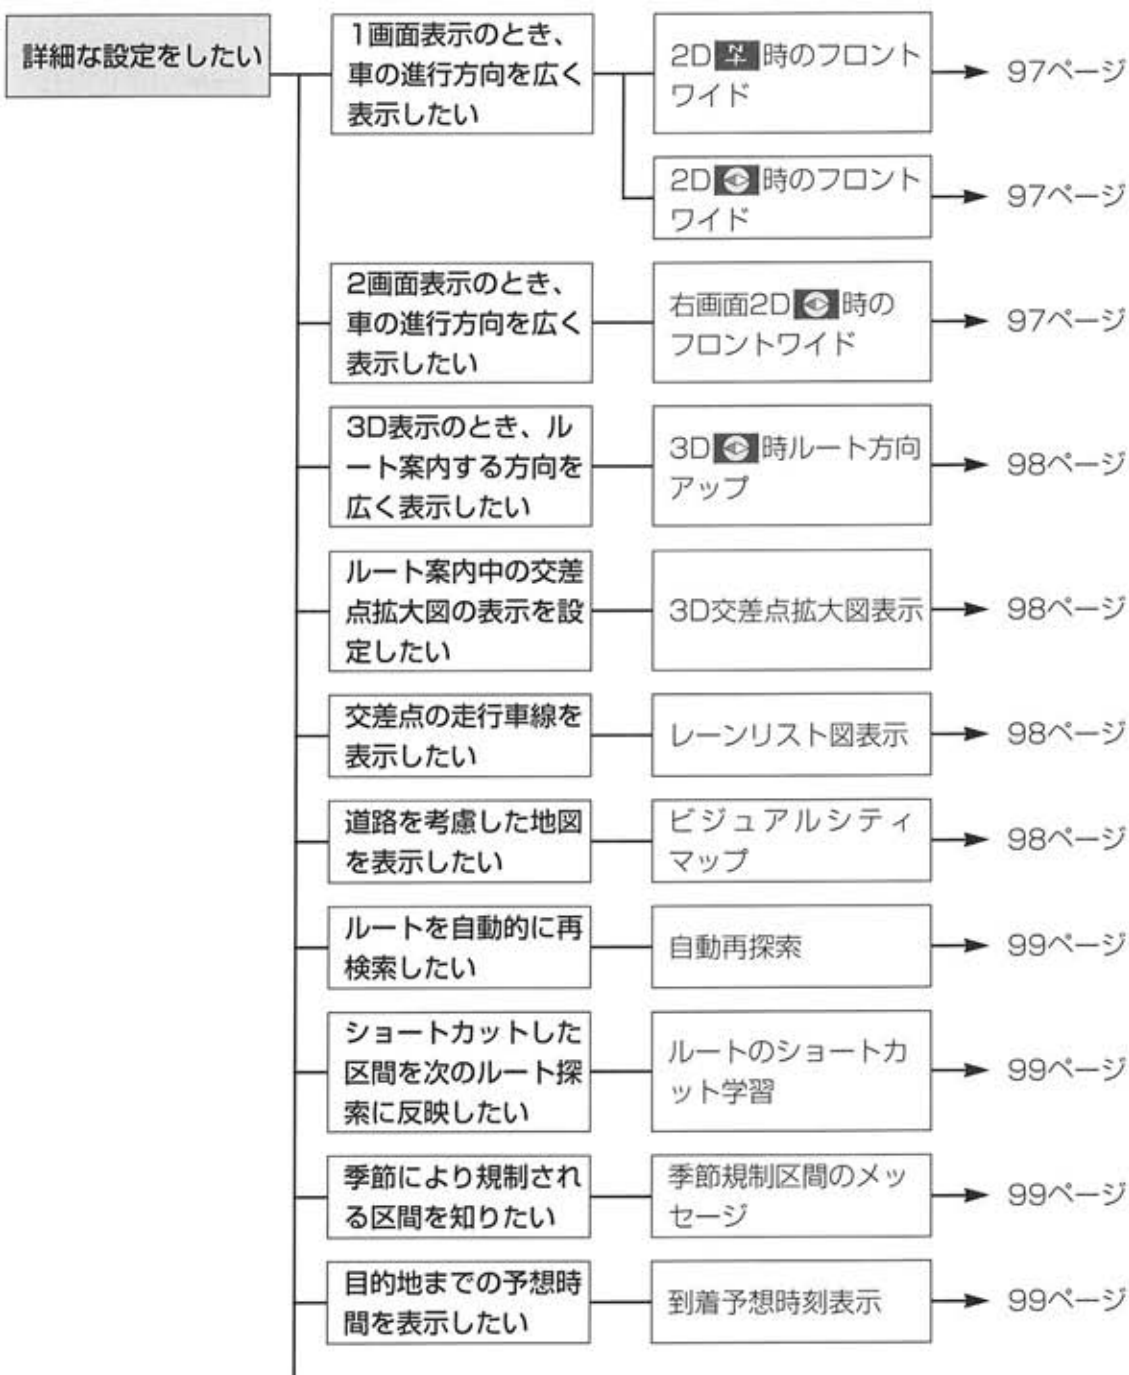 詳細な設定をしたい
1画面表示のとき、
車の進行方向を広く
表示したい
2D 時のフロント
ワイド
97ページ
2D 時のフロント
ワイド
97ページ
2画面表示のとき、
車の進行方向を広く
表示したい
右画面2D 時の
フロントワイド
97ページ
3D表示のとき、ル
ート案内する方向を
広く表示したい
3D 時ルート方向
アップ
98ページ
ルート案内中の交差
点拡大図の表示を設
定したい
3D交差点拡大図表示
98ページ
交差点の走行車線を
表示したい
レーンリスト図表示
98ページ
道路を考慮した地図
を表示したい
ビジュアルシティ
マップ
98ページ
ルートを自動的に再
検索したい
自動再探索
99ページ
ショートカットした
区間を次のルート探
索に反映したい
ルートのショートカ
ット学習
99ページ
季節により規制され
る区間を知りたい
季節規制区間のメッ
セージ
99ページ
目的地までの予想時
間を表示したい
到着予想時刻表示
99ページ